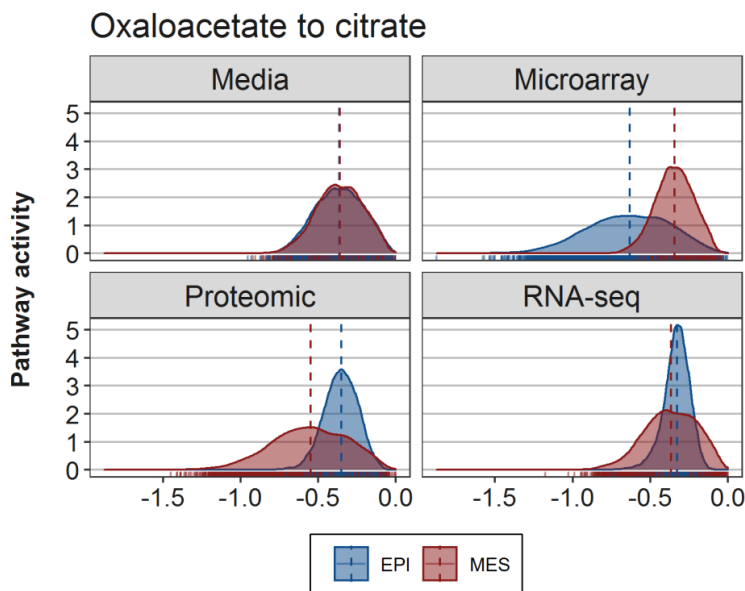 Oxaloacetate to citrate
Media
Microarray
5
4
3
2
1
0
Proteomic
RNA-seq
5
4
3
2
1
0
Pathway activity
-1.5 -1.0 -0.5 0.0
-1.5 -1.0 -0.5 0.0
EPI MES